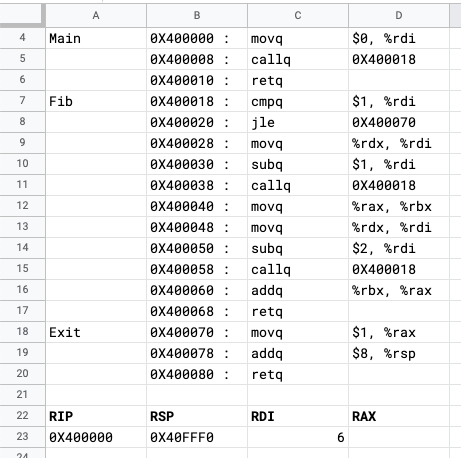 A B C D
4 Main 0X400000 : movq $0, %rdi
5 0X400008 : callq 0X400018
6 0X400010 : retq
7 Fib 0X400018 : cmpq $1, %rdi
8 0X400020 : jle 0X400070
9 0X400028 : movq %rdx, %rdi
10 0X400030 : subq $1, %rdi
11 0X400038 : callq 0X400018
12 0X400040 : movq %rax, %rbx
13 0X400048 : movq %rdx, %rdi
14 0X400050 : subq $2, %rdi
15 0X400058 : callq 0X400018
16 0X400060 : addq %rbx, %rax
17 0X400068 : retq
18 Exit 0X400070 : movq $1, %rax
19 0X400078 : addq $8, %rsp
20 0X400080 : retq
21
22 RIP RSP RDI RAX
23 0X400000 0X40FFF0 6
24